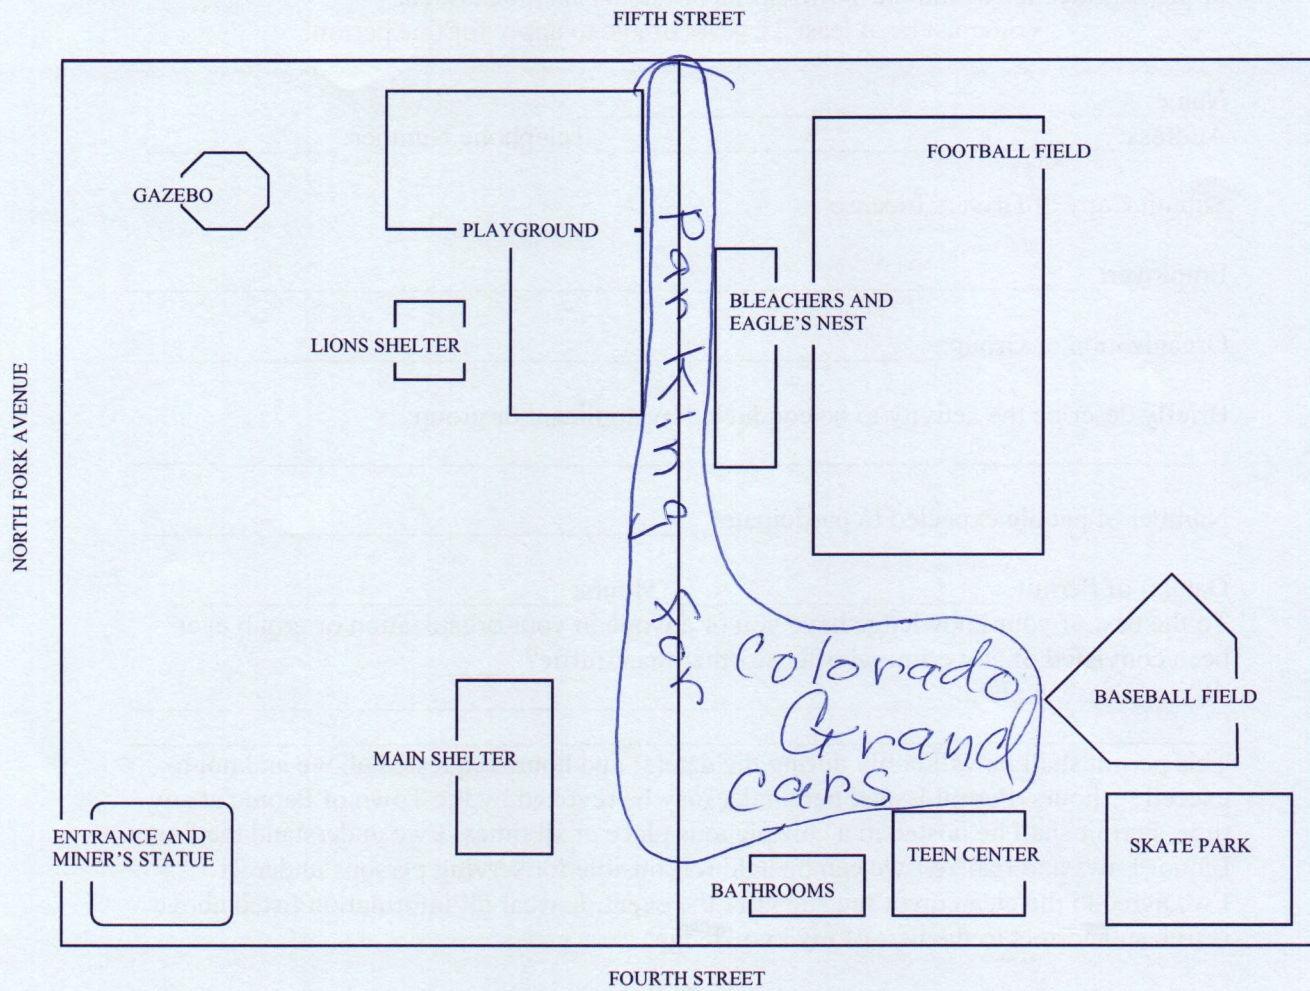 FIFTH STREET
FOOTBALL FIELD
GAZEBO
PLAYGROUND
BLEACHERS AND
EAGLE'S NEST
LIONS SHELTER
NORTH FORK AVENUE
Parking
for
Colorado
Grand
Cars
BASEBALL FIELD
MAIN SHELTER
ENTRANCE AND
MINER'S STATUE
TEEN CENTER
SKATE PARK
BATHROOMS
FOURTH STREET